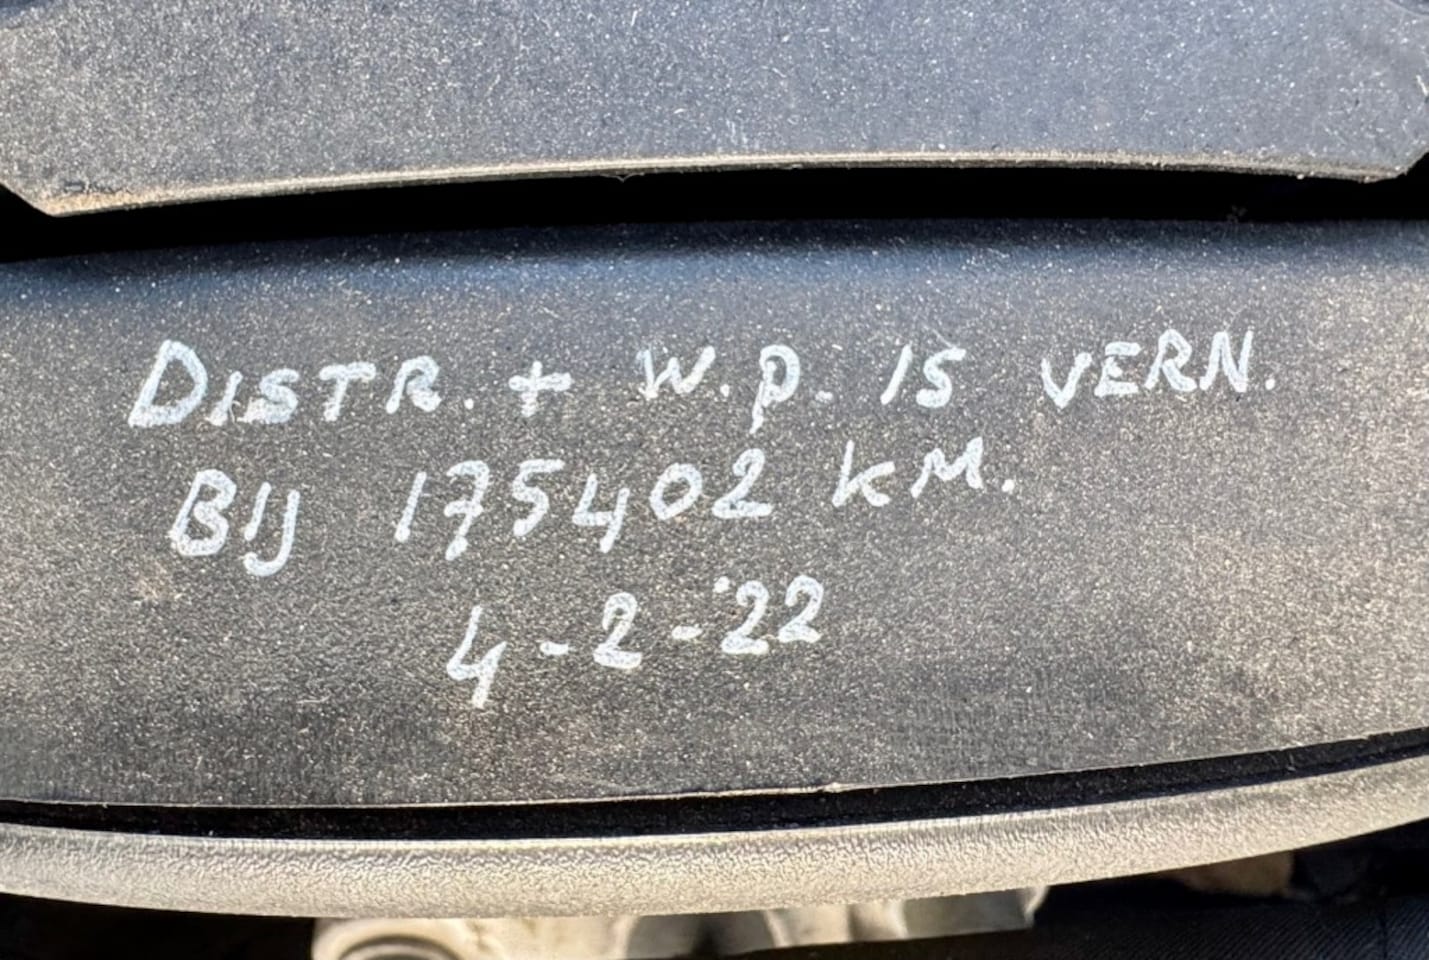 DISTR. + W.P. IS VERN.
BIJ 175402 KM.
4-2-'22